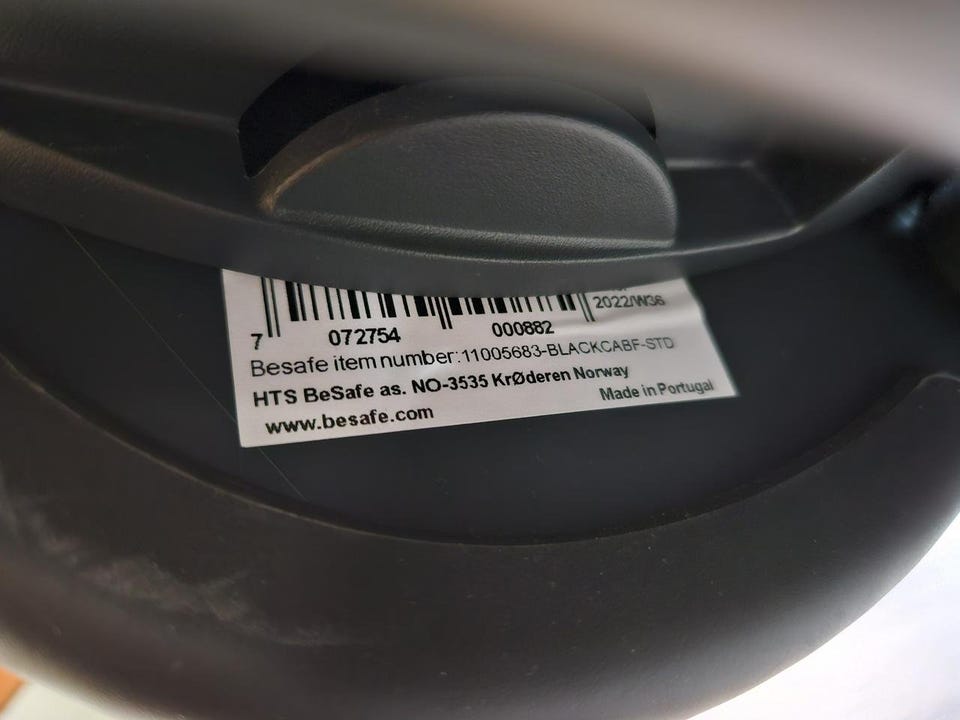 2022/W36
7 072754 000882
Besafe item number:11005683-BLACKCABF-STD
HTS BeSafe as. NO-3535 KrØderen Norway
Made in Portugal
www.besafe.com